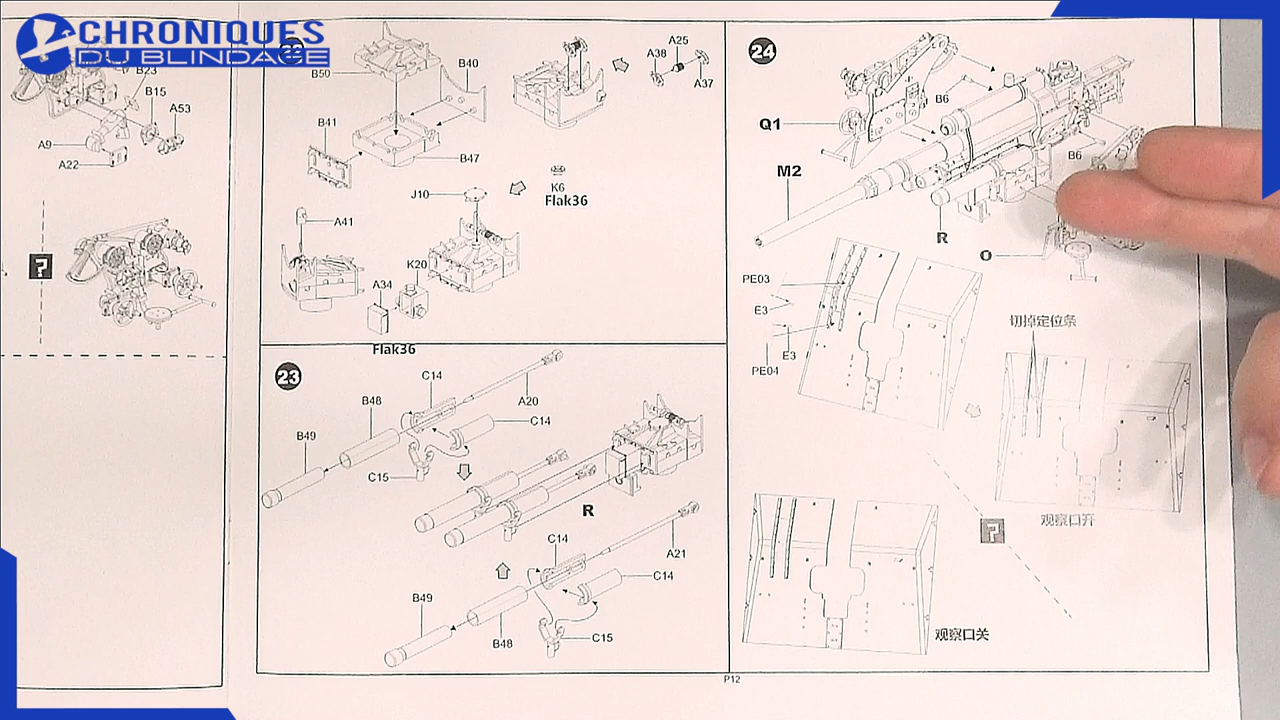 CHRONIQUES
DU BLINDAGE
B23
B15
A53
A9
A22
?
B50
B40
B41
B47
A38
A25
A37
K6
Flak36
J10
A41
K20
A34
Flak36
23
C14
A20
B48
C14
B49
C15
R
C14
A21
C14
B49
B48
C15
24
B6
Q1
M2
B6
R
O
PE03
E3
E3
PE04
切掉定位条
观察口开
?
观察口关
P12